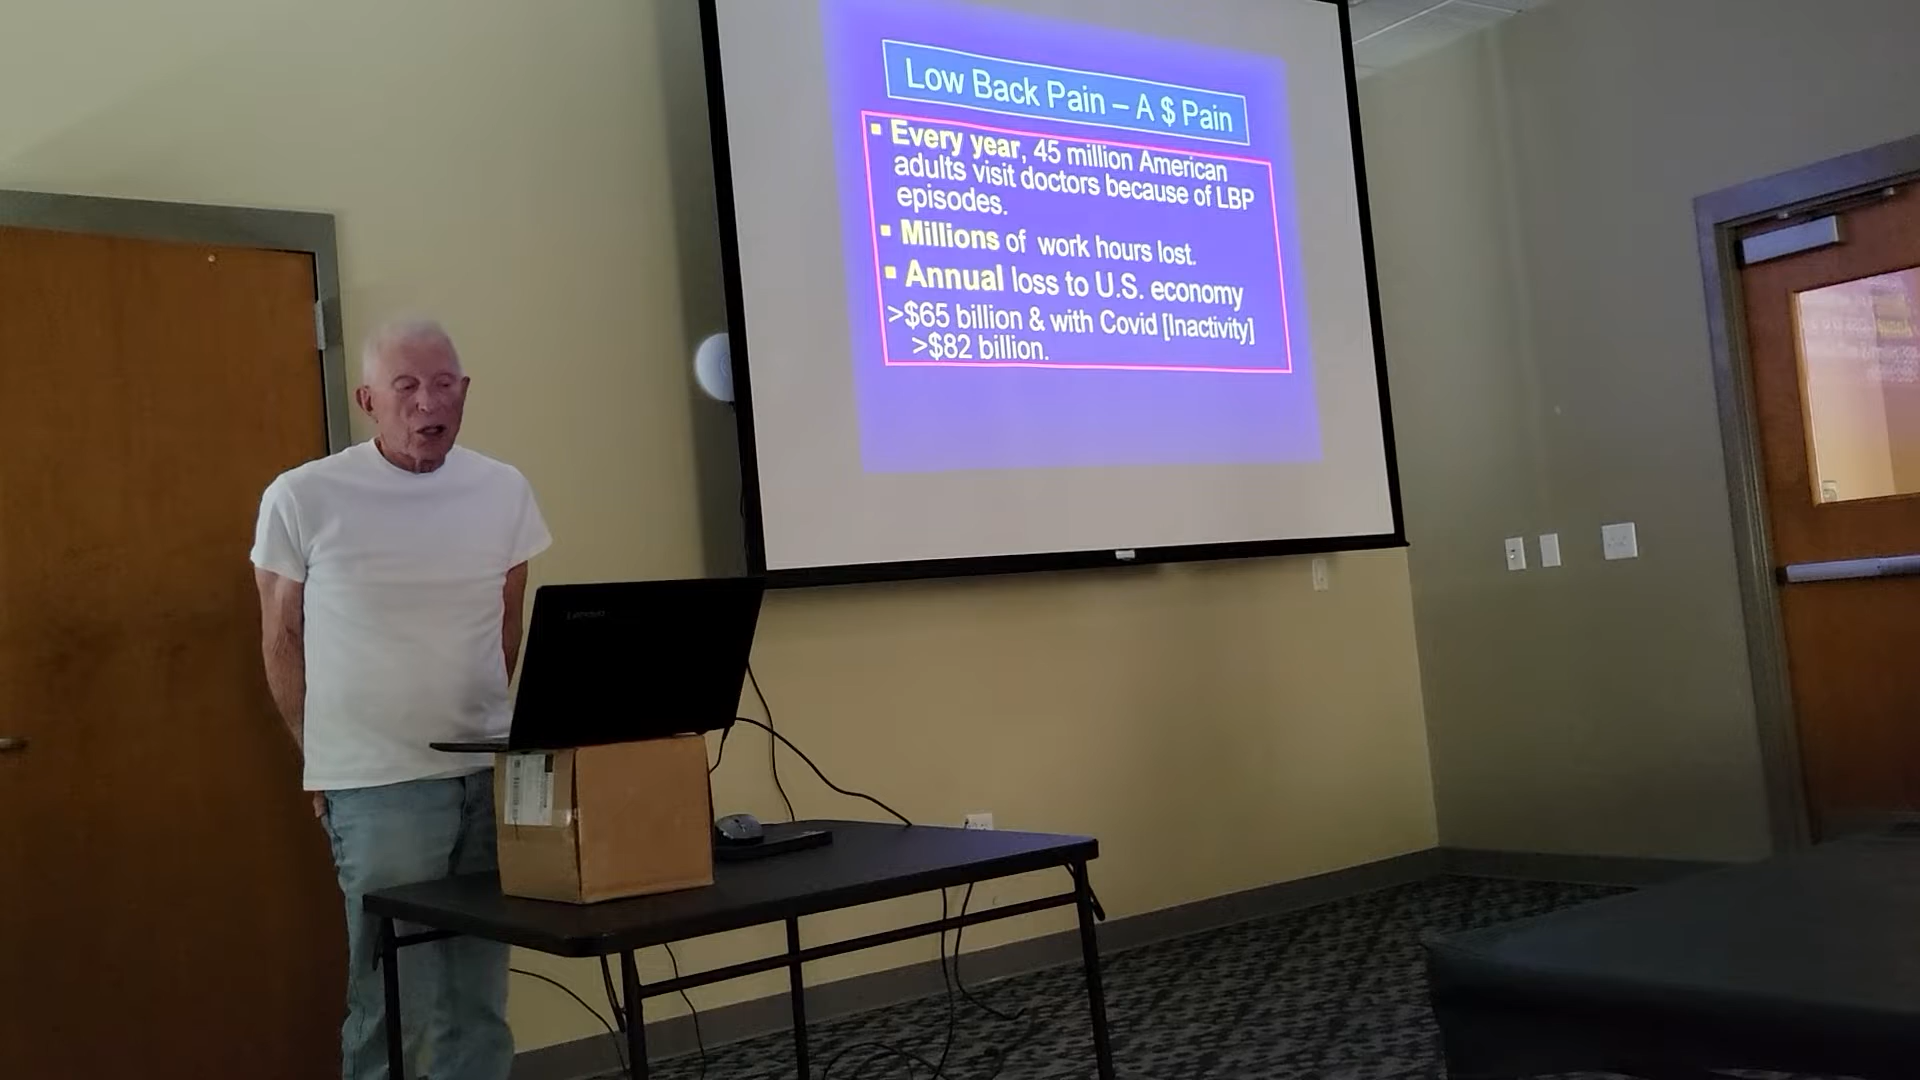 Low Back Pain – A $ Pain
▪ Every year, 45 million American
adults visit doctors because of LBP
episodes.
▪ Millions of work hours lost.
▪ Annual loss to U.S. economy
>$65 billion & with Covid [Inactivity]
>$82 billion.
Lenovo